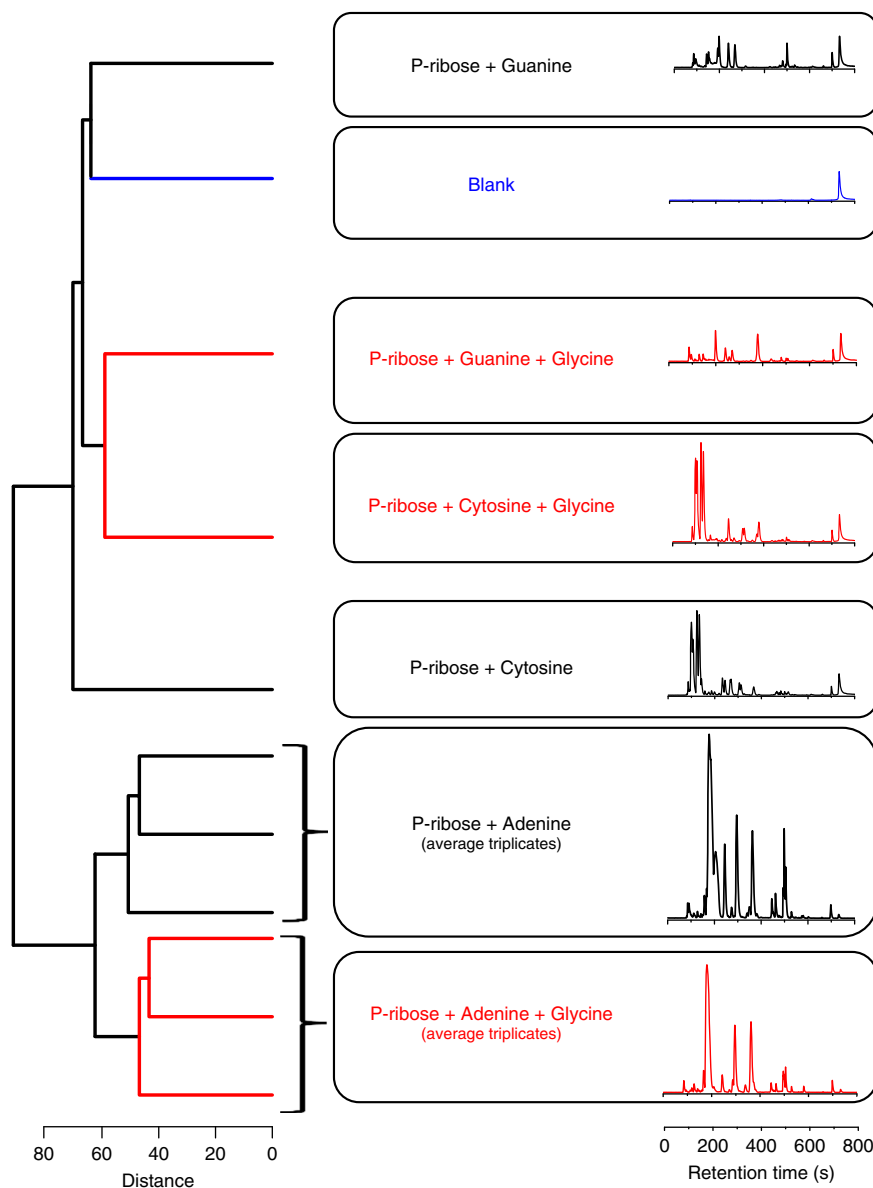 P-ribose + Guanine
Blank
P-ribose + Guanine + Glycine
P-ribose + Cytosine + Glycine
P-ribose + Cytosine
P-ribose + Adenine
(average triplicates)
P-ribose + Adenine + Glycine
(average triplicates)
80 60 40 20 0
Distance
0 200 400 600 800
Retention time (s)